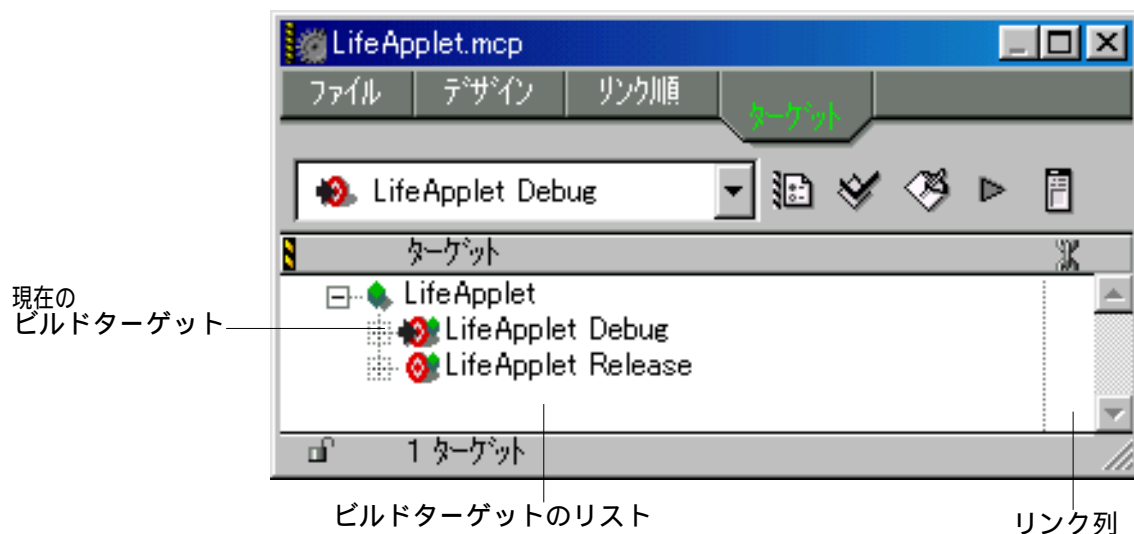 LifeApplet.mcp
ファイル デザイン リンク順 ターゲット
LifeApplet Debug
ターゲット
LifeApplet
現在の
ビルドターゲット
LifeApplet Debug
LifeApplet Release
1 ターゲット
ビルドターゲットのリスト
リンク列